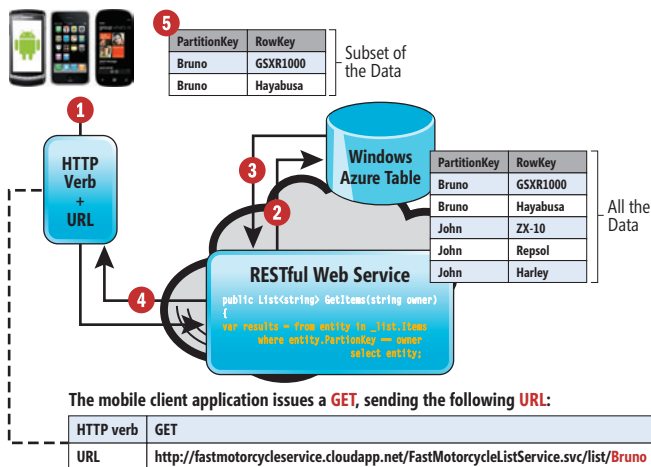 5
PartitionKey RowKey
Bruno GSXR1000
Bruno Hayabusa
Subset of
the Data
1
HTTP
Verb
+
URL
3
2
4
Windows
Azure Table
PartitionKey RowKey
Bruno GSXR1000
Bruno Hayabusa
John ZX-10
John Repsol
John Harley
All the
Data
RESTful Web Service
public List<string> GetItems(string owner)
{
var results = from entity in _list.Items
where entity.PartionKey == owner
select entity;
The mobile client application issues a GET, sending the following URL:
HTTP verb GET
URL http://fastmotorcycleservice.cloudapp.net/FastMotorcycleListService.svc/list/Bruno